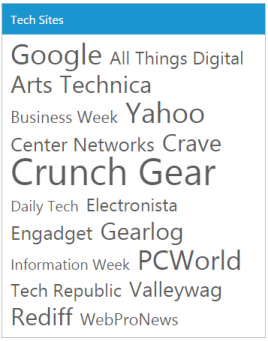 Tech Sites
Google All Things Digital
Arts Technica
Business Week Yahoo
Center Networks Crave
Crunch Gear
Daily Tech Electronista
Engadget Gearlog
Information Week PCWorld
Tech Republic Valleywag
Rediff WebProNews